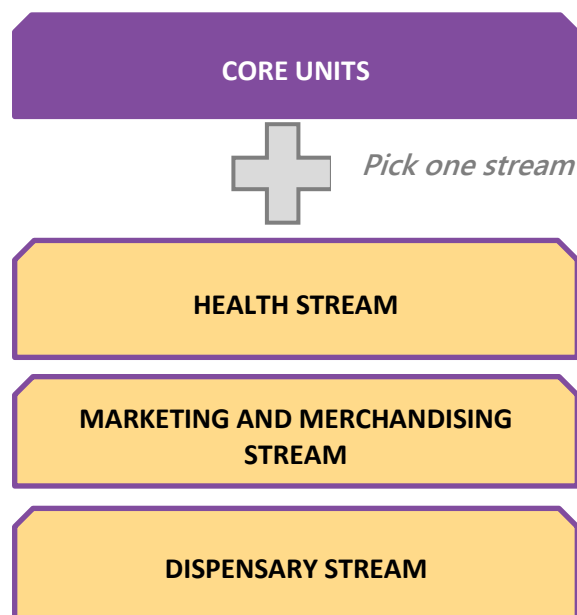 CORE UNITS
Pick one stream
HEALTH STREAM
MARKETING AND MERCHANDISING
STREAM
DISPENSARY STREAM